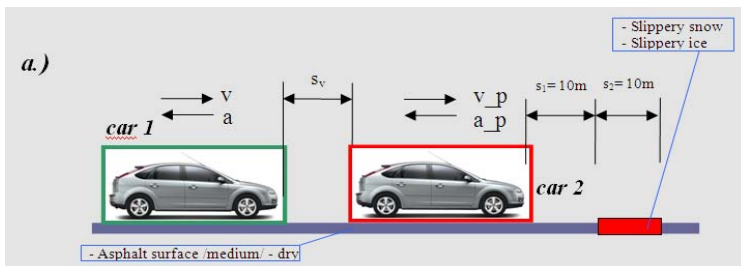 - Slippery snow
- Slippery ice
a.)
s_v
v
a
v_p
a_p
s₁= 10m
s₂= 10m
car 1
car 2
- Asphalt surface /medium/ - dry